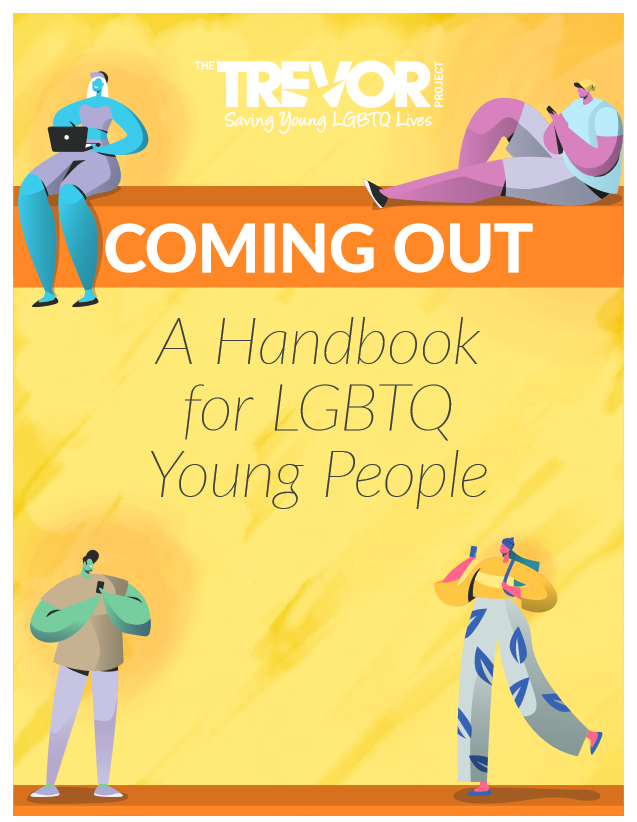 THE TREVOR PROJECT
Saving Young LGBTQ Lives
COMING OUT
A Handbook
for LGBTQ
Young People